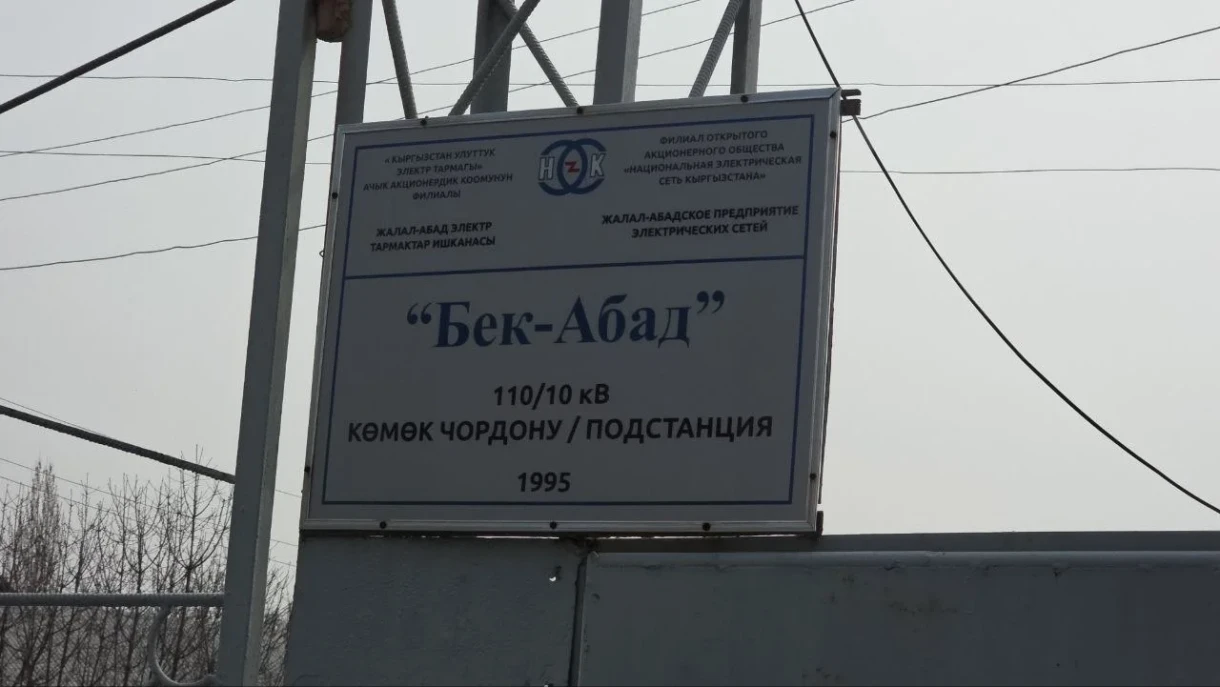 « КЫРГЫЗСТАН УЛУТТУК
ЭЛЕКТР ТАРМАГЫ»
АЧЫК АКЦИОНЕРДИК КООМУНУН
ФИЛИАЛЫ
ЖАЛАЛ-АБАД ЭЛЕКТР
ТАРМАКТАР ИШКАНАСЫ
НЭСК
ФИЛИАЛ ОТКРЫТОГО
АКЦИОНЕРНОГО ОБЩЕСТВА
«НАЦИОНАЛЬНАЯ ЭЛЕКТРИЧЕСКАЯ
СЕТЬ КЫРГЫЗСТАНА»
ЖАЛАЛ-АБАДСКОЕ ПРЕДПРИЯТИЕ
ЭЛЕКТРИЧЕСКИХ СЕТЕЙ
“Бек-Абад”
110/10 кВ
КӨМӨК ЧОРДОНУ / ПОДСТАНЦИЯ
1995